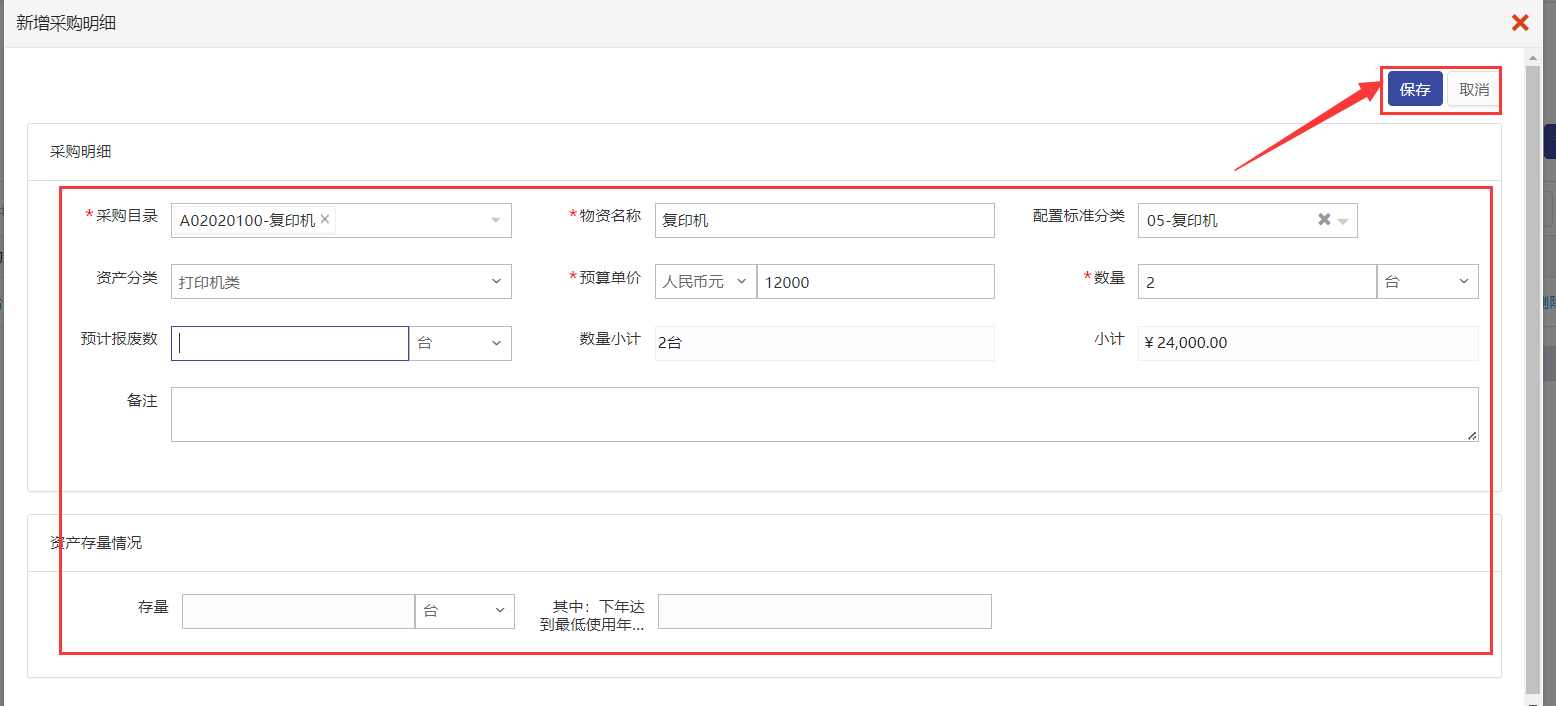 新增采购明细
保存 取消
采购明细
*采购目录 A02020100-复印机 *物资名称 复印机 配置标准分类 05-复印机
资产分类 打印机类 *预算单价 人民币元 12000 *数量 2 台
预计报废数 台 数量小计 2台 小计 ¥ 24,000.00
备注
资产存量情况
存量 台 其中：下年达
到最低使用年...